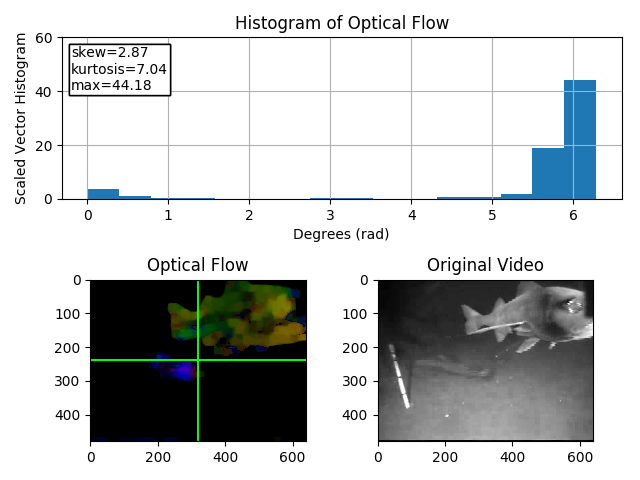 Histogram of Optical Flow
Scaled Vector Histogram
60
40
20
0
skew=2.87
kurtosis=7.04
max=44.18
0 1 2 3 4 5 6
Degrees (rad)
Optical Flow
0
100
200
300
400
0 200 400 600
Original Video
0
100
200
300
400
0 200 400 600